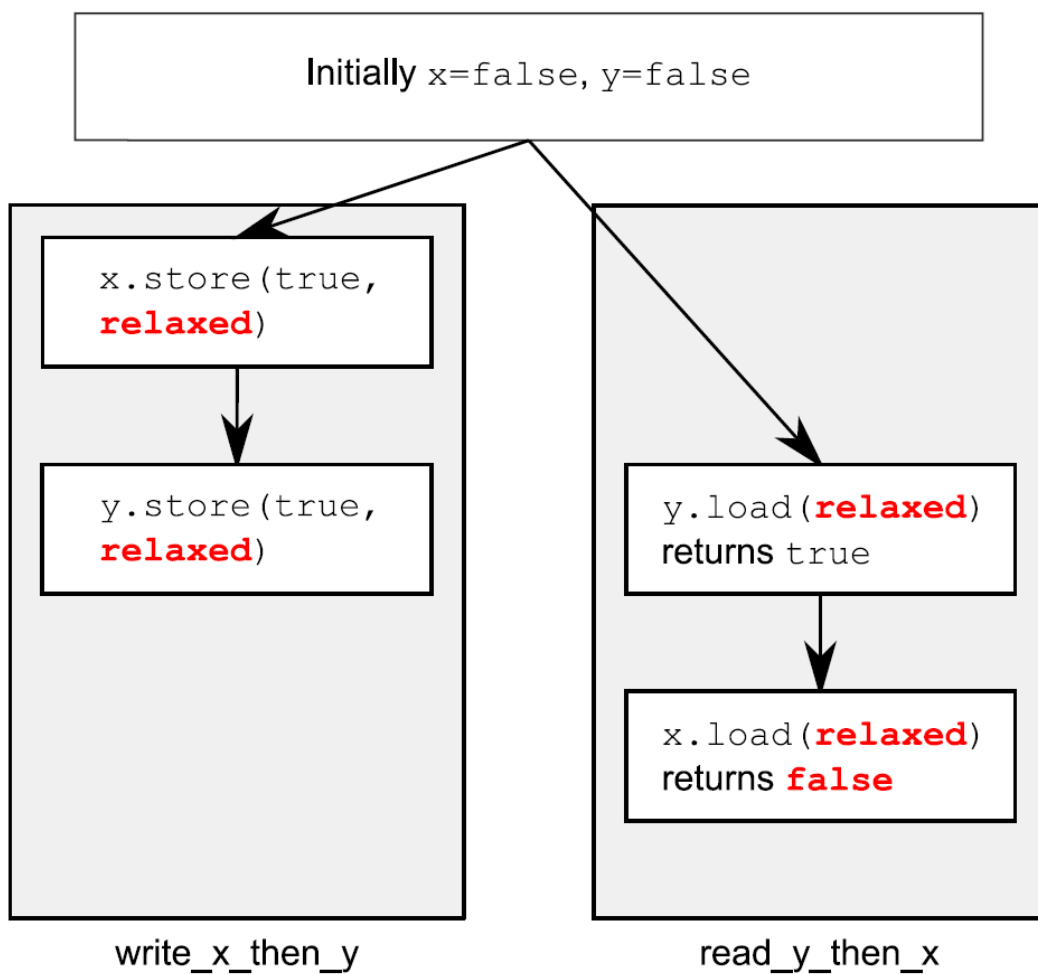 Initially x=false, y=false
x.store(true,
relaxed)
y.store(true,
relaxed)
y.load(relaxed)
returns true
x.load(relaxed)
returns false
write_x_then_y
read_y_then_x